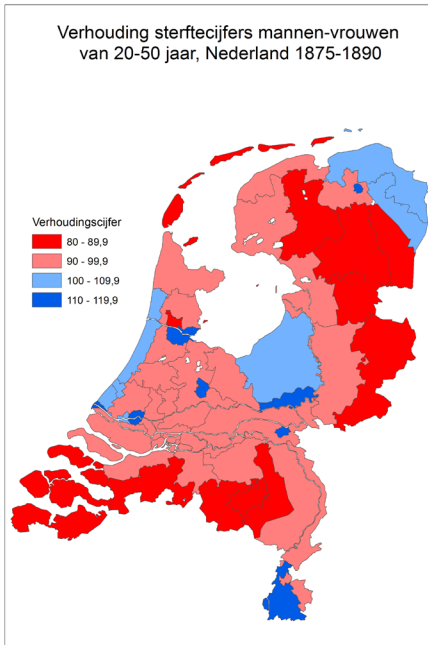 Verhouding sterftecijfers mannen-vrouwen
van 20-50 jaar, Nederland 1875-1890
Verhoudingscijfer
80 - 89,9
90 - 99,9
100 - 109,9
110 - 119,9